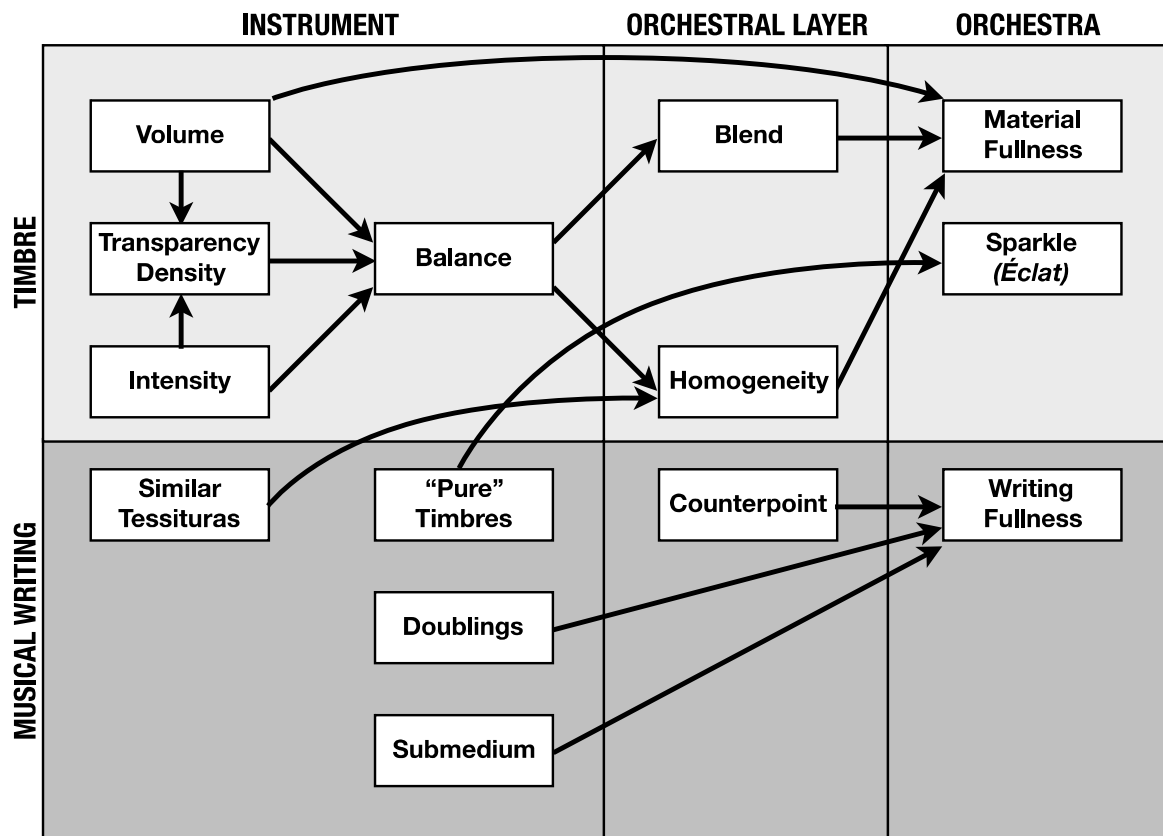 INSTRUMENT
ORCHESTRAL LAYER
ORCHESTRA
TIMBRE
Volume
Blend
Material
Fullness
Transparency
Density
Balance
Sparkle
(Éclat)
Intensity
Homogeneity
MUSICAL WRITING
Similar
Tessituras
“Pure”
Timbres
Counterpoint
Writing
Fullness
Doublings
Submedium